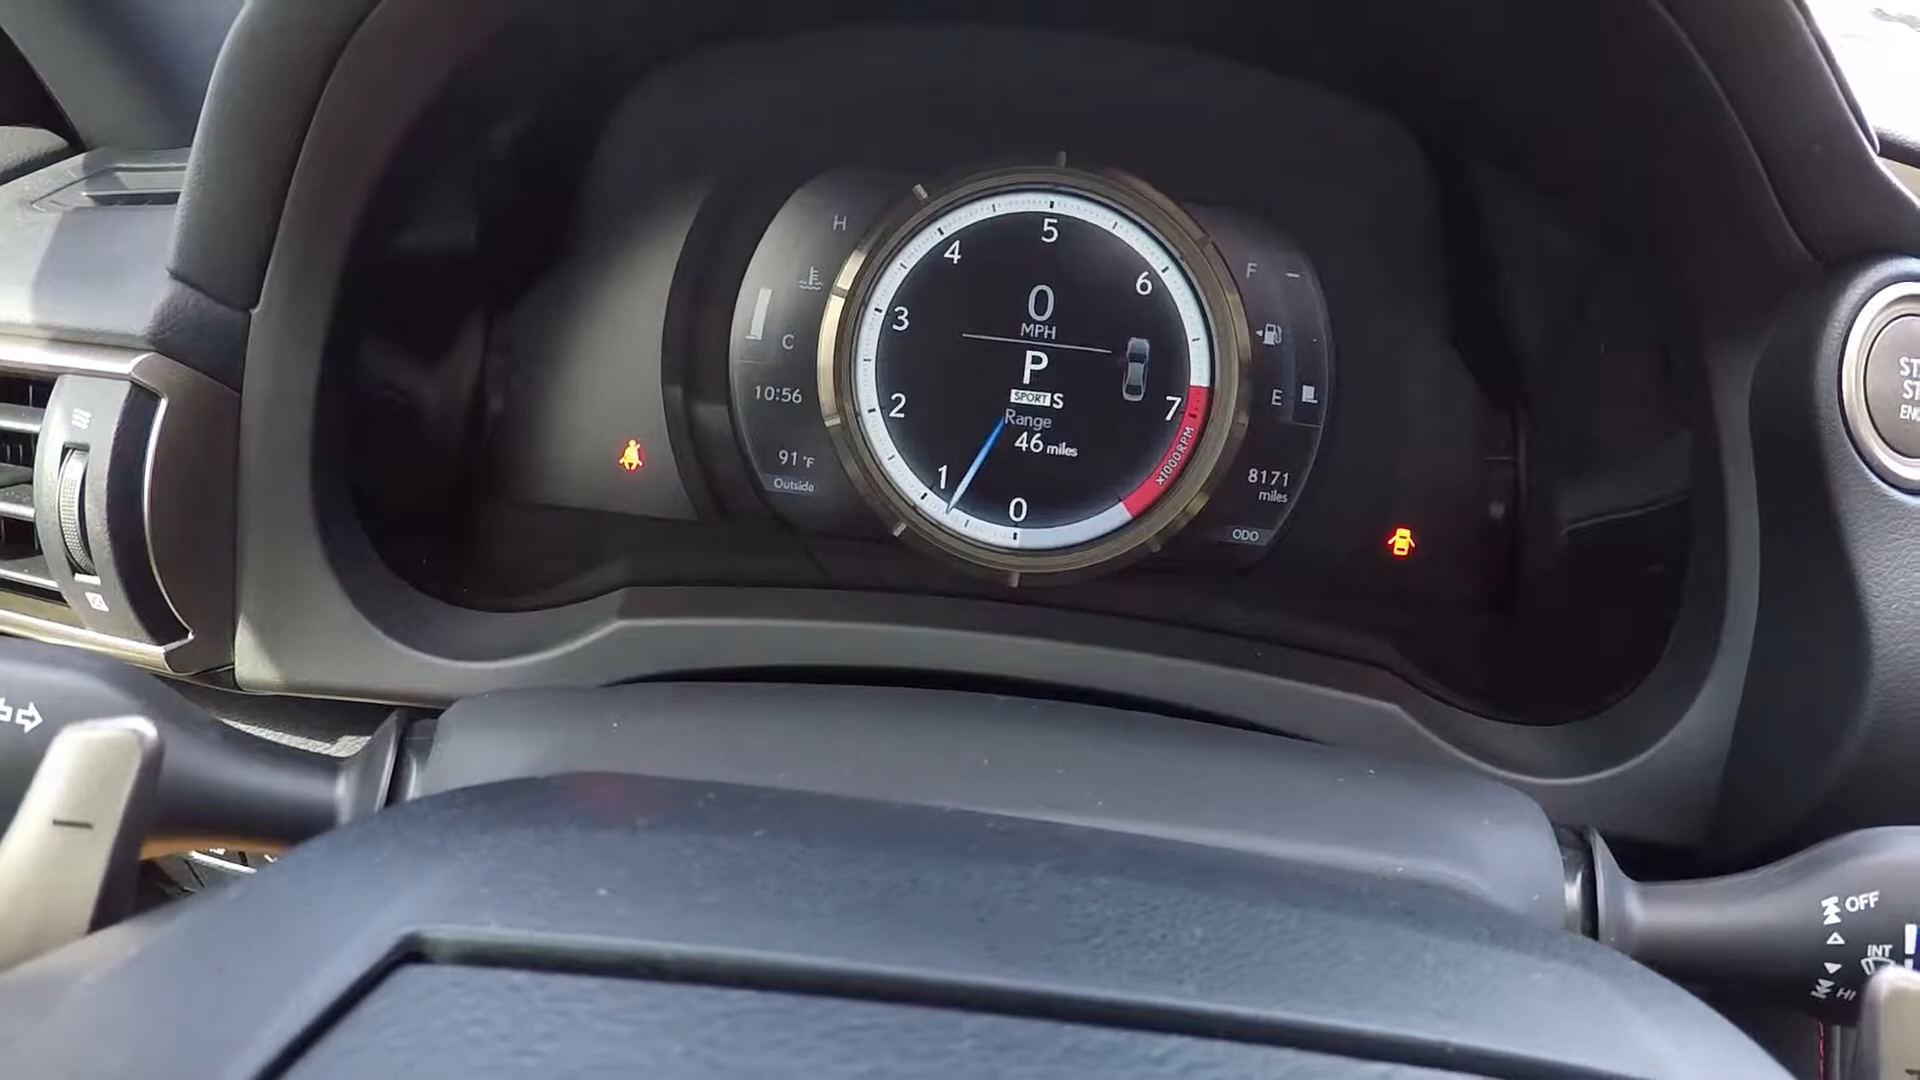 H
C
10:56
91°F
Outside
5
4
6
3
2
7
1
0
x1000RPM
0
MPH
P
SPORT S
Range
46 miles
F
E
8171
miles
ODO
OFF
INT
HI